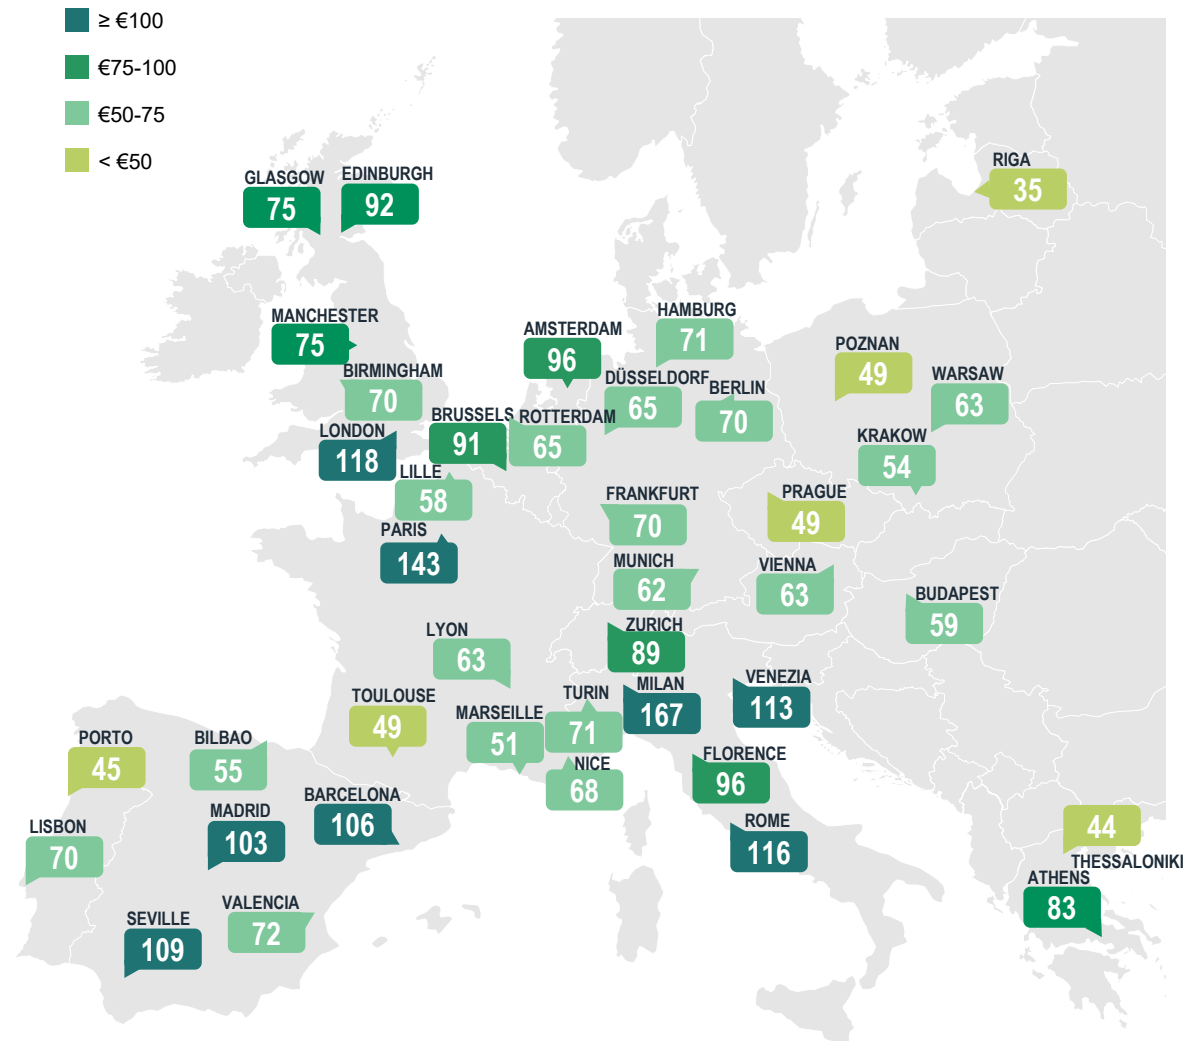 ≥ €100
€75-100
€50-75
< €50
GLASGOW
75
EDINBURGH
92
RIGA
35
MANCHESTER
75
BIRMINGHAM
70
LONDON
118
AMSTERDAM
96
HAMBURG
71
DÜSSELDORF
65
BERLIN
70
BRUSSELS
91
ROTTERDAM
65
POZNAN
49
WARSAW
63
KRAKOW
54
LILLE
58
PARIS
143
FRANKFURT
70
PRAGUE
49
MUNICH
62
VIENNA
63
BUDAPEST
59
LYON
63
ZURICH
89
MILAN
167
VENEZIA
113
TOULOUSE
49
MARSEILLE
51
TURIN
71
NICE
68
FLORENCE
96
ROME
116
PORTO
45
BILBAO
55
BARCELONA
106
MADRID
103
LISBON
70
VALENCIA
72
SEVILLE
109
44
THESSALONIKI
ATHENS
83